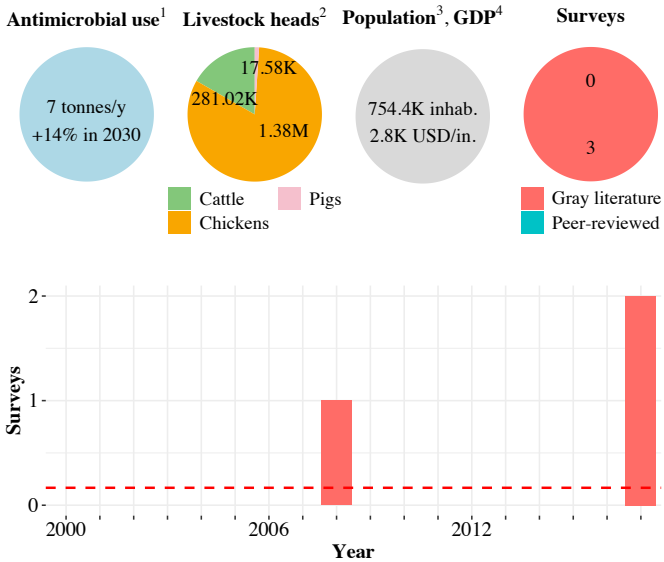 Antimicrobial use¹
Livestock heads²
Population³, GDP⁴
Surveys
7 tonnes/y
+14% in 2030
17.58K
281.02K
1.38M
754.4K inhab.
2.8K USD/in.
0
3
Cattle
Pigs
Chickens
Gray literature
Peer-reviewed
2
1
0
Surveys
2000
2006
2012
Year